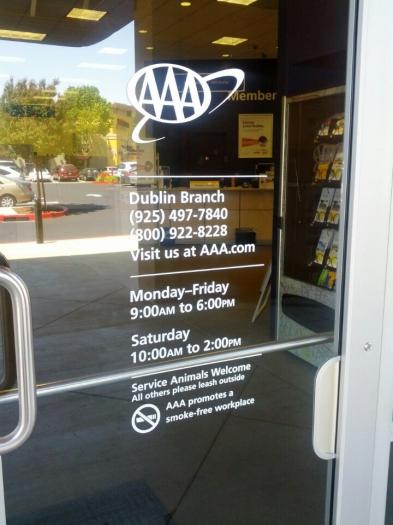 AAA
Member
Dublin Branch
(925) 497-7840
(800) 922-8228
Visit us at AAA.com
Monday–Friday
9:00AM to 6:00PM
Saturday
10:00AM to 2:00PM
Service Animals Welcome
All others please leash outside
AAA promotes a
smoke-free workplace